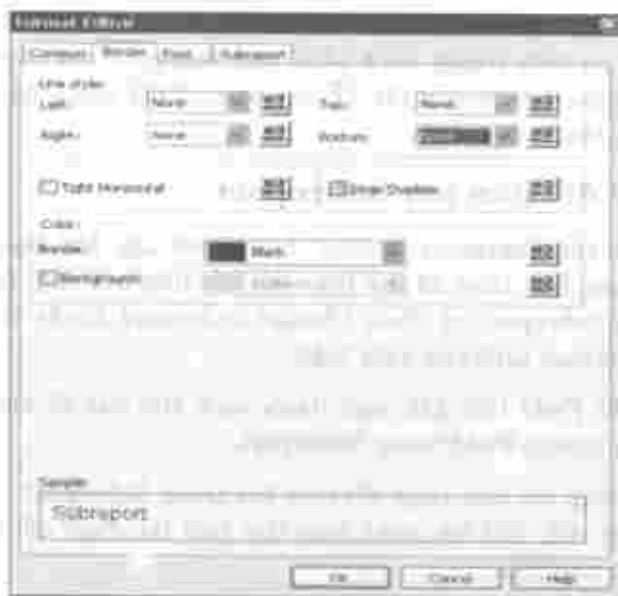 Format Editor
Common Border Font Subreport
Line style:
Left: None Top: None
Right: None Bottom:
Tight Horizontal Drop Shadow
Color:
Border: Black
Background:
Sample:
Subreport
OK Cancel Help